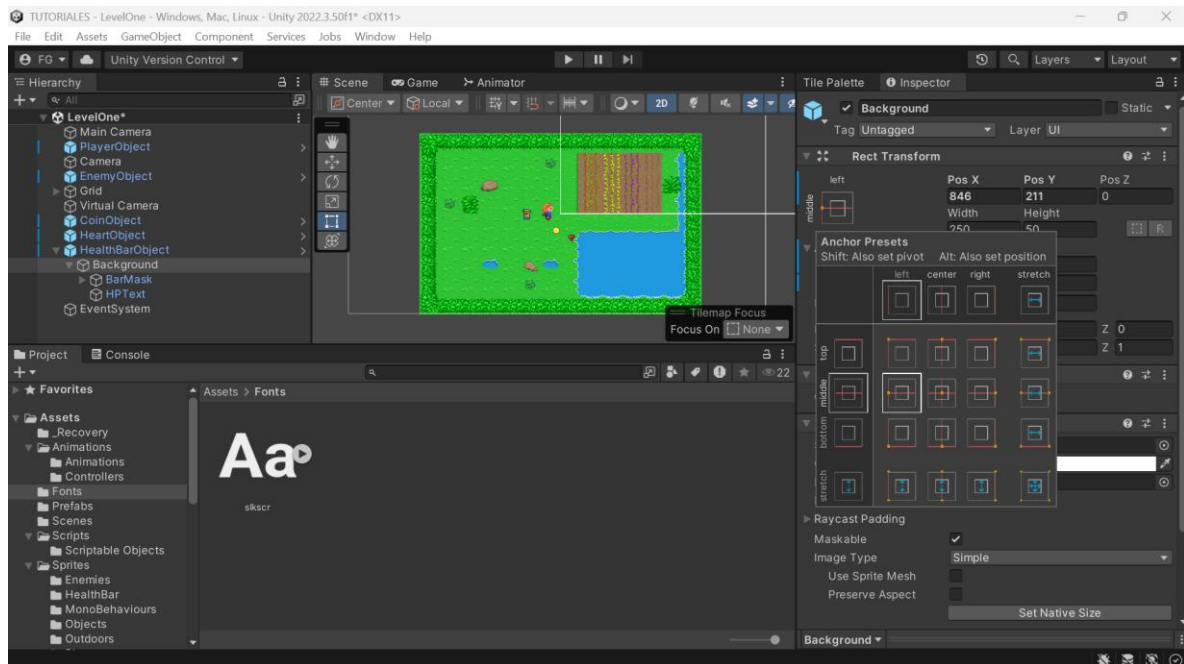 TUTORIALES - LevelOne - Windows, Mac, Linux - Unity 2022.3.50f1* <DX11>
File Edit Assets GameObject Component Services Jobs Window Help
FG Unity Version Control Layers Layout
Hierarchy
All
LevelOne*
Main Camera
PlayerObject
Camera
EnemyObject
Grid
Virtual Camera
CoinObject
HeartObject
HealthBarObject
Background
BarMask
HPText
EventSystem
Scene Game Animator
Center Local 2D
Tilemap Focus
Focus On None
Project Console
22
Favorites
Assets
_Recovery
Animations
Animations
Controllers
Fonts
Prefabs
Scenes
Scripts
Scriptable Objects
Sprites
Enemies
HealthBar
MonoBehaviours
Objects
Outdoors
Assets > Fonts
Aa
slkscr
Tile Palette Inspector
Background Static
Tag Untagged Layer UI
Rect Transform
left Pos X Pos Y Pos Z
middle 846 211 0
Width Height
250 50 R
Anchor Presets
Shift: Also set pivot Alt: Also set position
left center right stretch
top
middle
bottom
stretch
Z 0
Z 1
Raycast Padding
Maskable
Image Type Simple
Use Sprite Mesh
Preserve Aspect
Set Native Size
Background